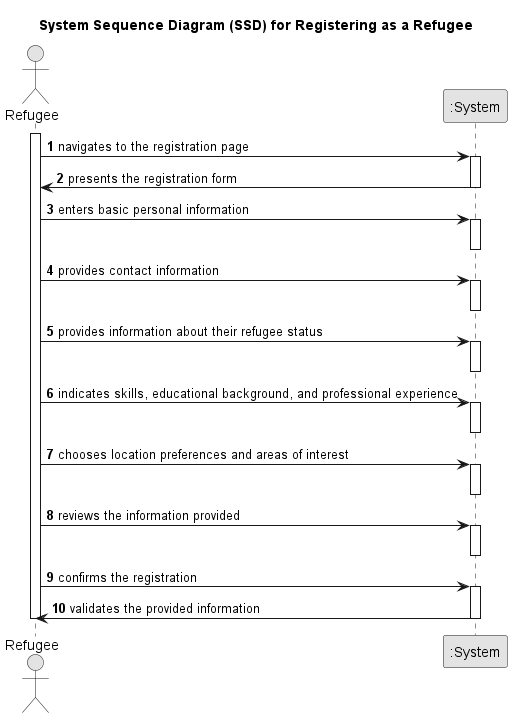 System Sequence Diagram (SSD) for Registering as a Refugee
Refugee
:System
1 navigates to the registration page
2 presents the registration form
3 enters basic personal information
4 provides contact information
5 provides information about their refugee status
6 indicates skills, educational background, and professional experience
7 chooses location preferences and areas of interest
8 reviews the information provided
9 confirms the registration
10 validates the provided information
Refugee
:System